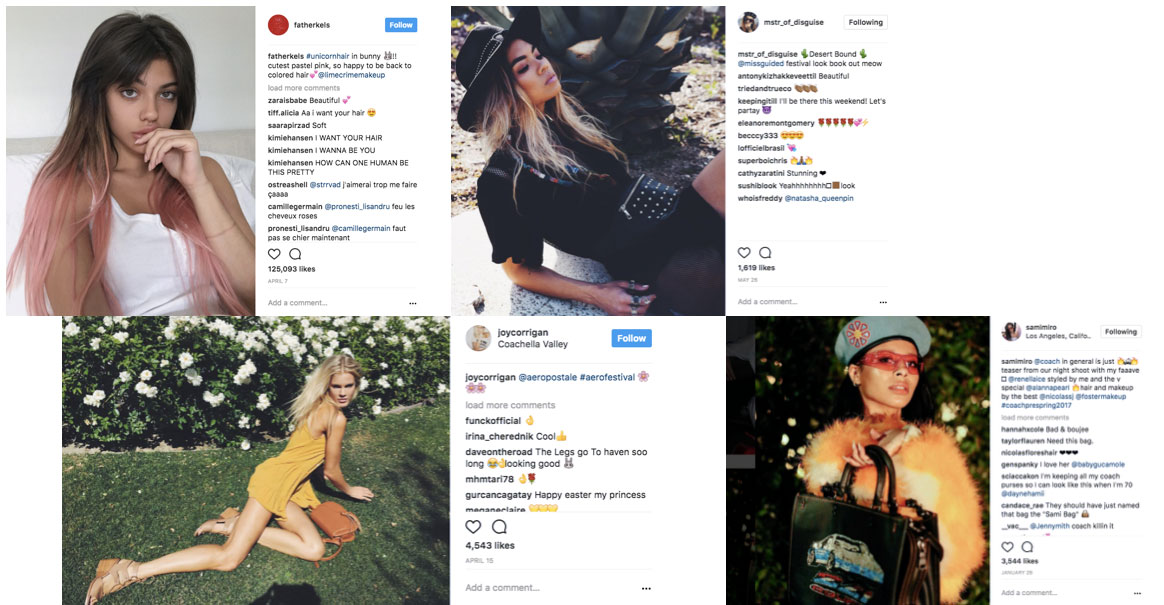 fatherkels
Follow
fatherkels #unicornhair in bunny 🐰!!
cutest pastel pink, so happy to be back to
colored hair💕@limecrimemakeup
load more comments
zaraisbabe Beautiful 💕
tiff.alicia Aa i want your hair 😍
saarapirzad Soft
kimiehansen I WANT YOUR HAIR
kimiehansen I WANNA BE YOU
kimiehansen HOW CAN ONE HUMAN BE
THIS PRETTY
ostreashell @strrvad j'aimerai trop me faire
çaaaa
camillegermain @pronesti_lisandru feu les
cheveux roses
pronesti_lisandru @camillegermain faut
pas se chier maintenant
125,093 likes
APRIL 7
Add a comment...
mstr_of_disguise
Following
mstr_of_disguise 🌵Desert Bound 🌵
@missguided festival look book out meow
antonykizhakkeveettil Beautiful
triedandtrueco 👏🏾👏🏾👏🏾
keepingitill I'll be there this weekend! Let's
partay 😈
eleanoremontgomery 🌹🌹🌹🌹🌹💞⚡
becccy333 😍😍😍
lofficielbrasil 💘
superboichris 🔥🙏🏾🔥
cathyzaratini Stunning ❤
sushiblook Yeahhhhhhhh look
whoisfreddy @natasha_queenpin
1,619 likes
MAY 26
Add a comment...
joycorrigan
Coachella Valley
Follow
joycorrigan @aeropostale #aerofestival 🌸
🌸🌸
load more comments
funckofficial 👌
irina_cherednik Cool👍
daveontheroad The Legs go To haven soo
long 😂👌looking good 🐰
mhmtari78 👌🌹
gurcancagatay Happy easter my princess
meganeclaire 💛💛💛
4,543 likes
APRIL 15
Add a comment...
samimiro
Los Angeles, Califo...
Following
samimiro @coach in general is just 🔥🚘🔥
teaser from our night shoot with my faaave
@renellaice styled by me and the v
special @alannapearl 🔥hair and makeup
by the best @nicolassj @fostermakeup
#coachprespring2017
load more comments
hannahxcole Bad & boujee
taylorflauren Need this bag.
nicolasfloreshair ❤❤❤
genspanky I love her @babygucamole
sciaccakon I'm keeping all my coach
purses so i can look like this when I'm 70
@daynehamil
candace_rae They should have just named
that bag the "Sami Bag" 👜
__vac___ @Jennymith coach killin it
3,544 likes
Add a comment...